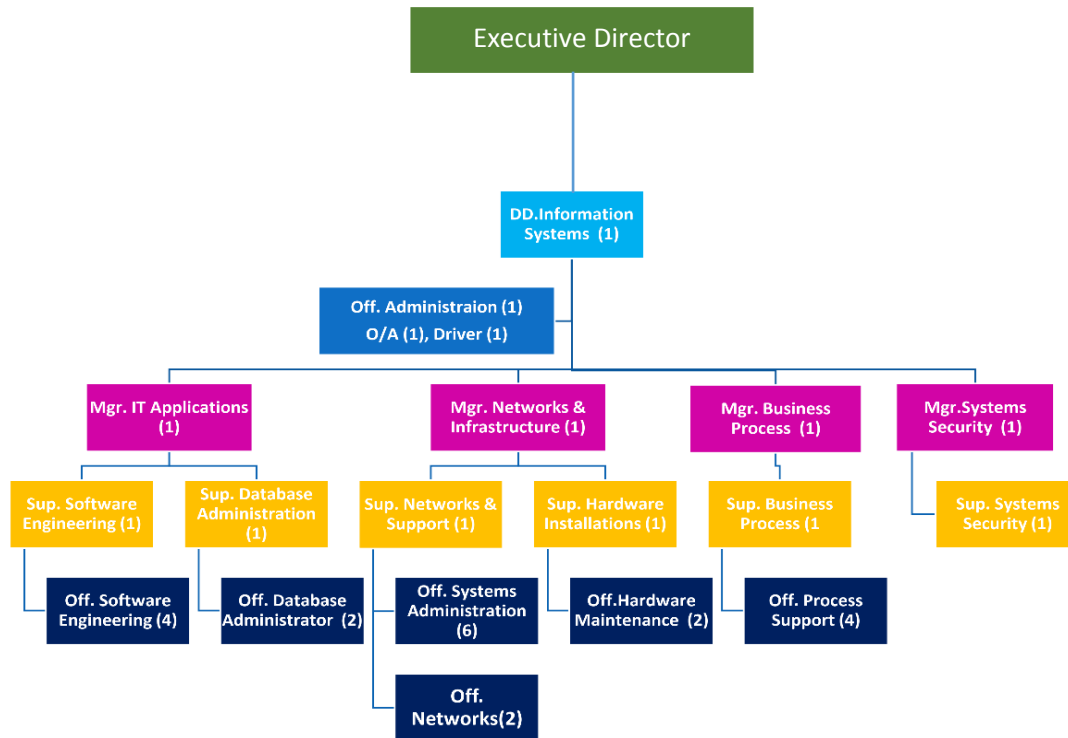 Executive Director
DD.Information
Systems (1)
Off. Administraion (1)
O/A (1), Driver (1)
Mgr. IT Applications
(1)
Mgr. Networks &
Infrastructure (1)
Mgr. Business
Process (1)
Mgr.Systems
Security (1)
Sup. Software
Engineering (1)
Sup. Database
Administration
(1)
Sup. Networks &
Support (1)
Sup. Hardware
Installations (1)
Sup. Business
Process (1
Sup. Systems
Security (1)
Off. Software
Engineering (4)
Off. Database
Administrator (2)
Off. Systems
Administration
(6)
Off.Hardware
Maintenance (2)
Off. Process
Support (4)
Off.
Networks(2)